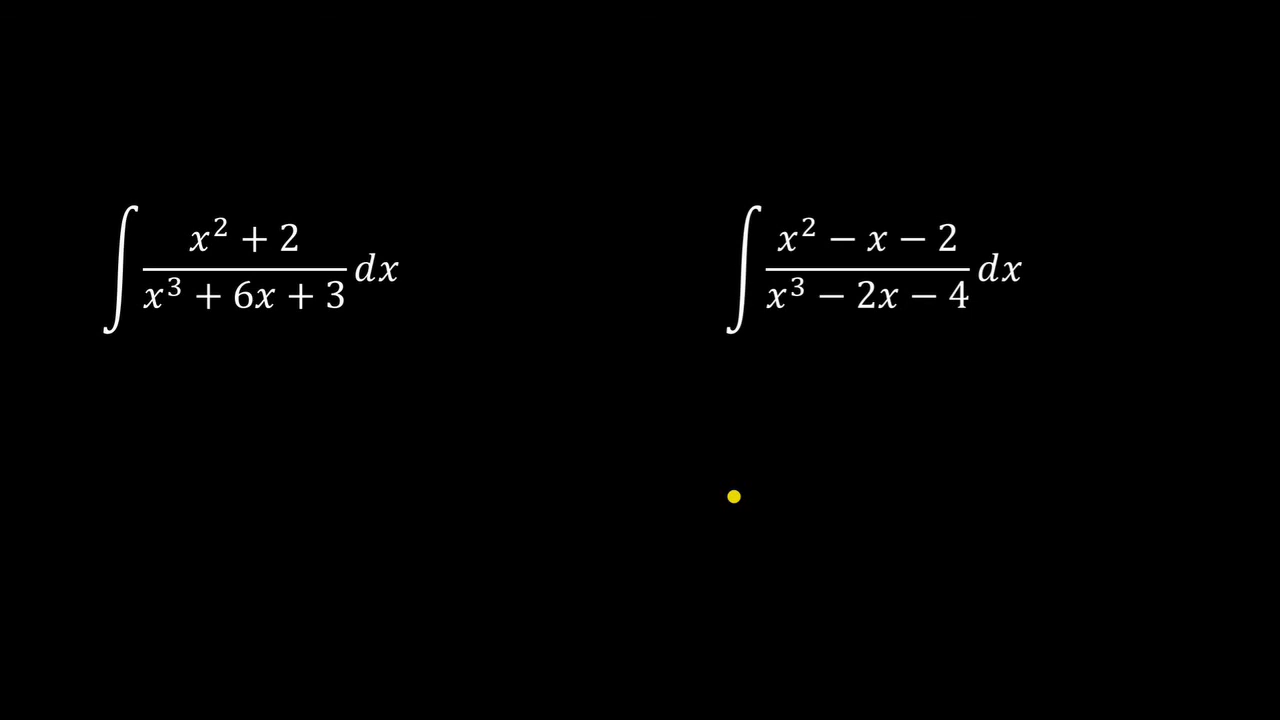 ∫ (x² + 2)/(x³ + 6x + 3) dx
∫ (x² − x − 2)/(x³ − 2x − 4) dx